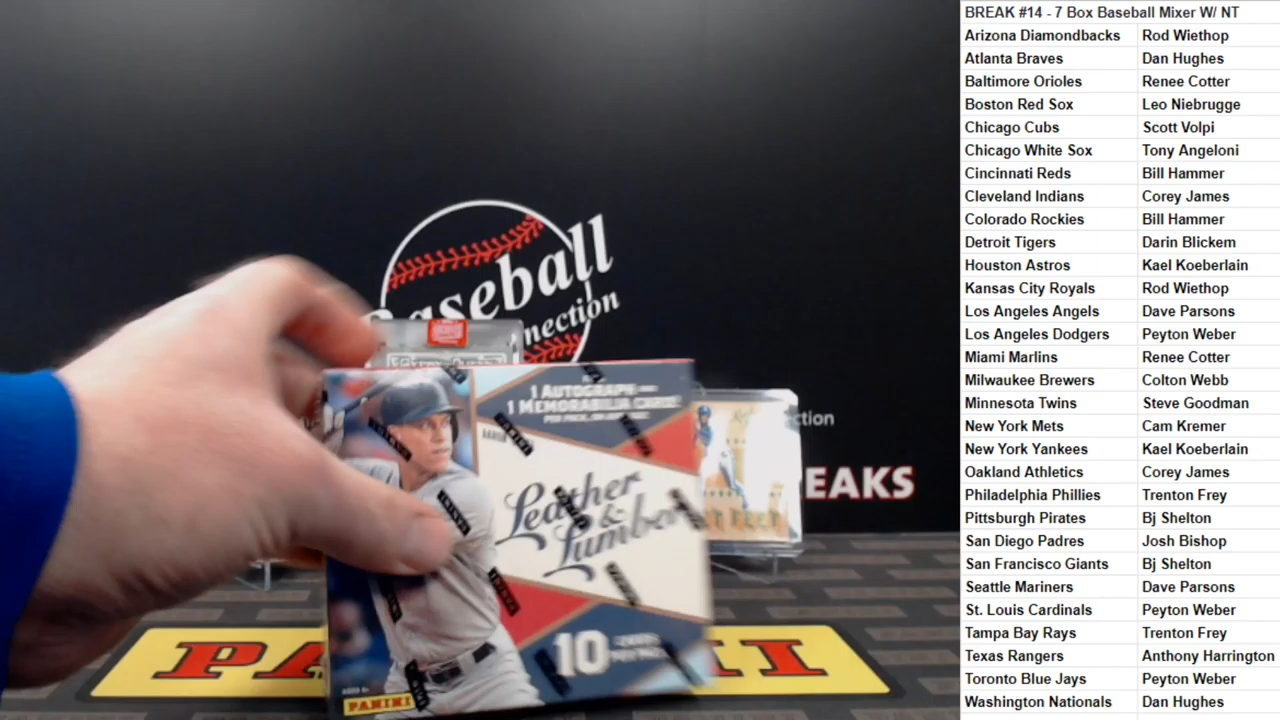 BREAK #14 - 7 Box Baseball Mixer W/ NT
Arizona Diamondbacks Rod Wiethop
Atlanta Braves Dan Hughes
Baltimore Orioles Renee Cotter
Boston Red Sox Leo Niebrugge
Chicago Cubs Scott Volpi
Chicago White Sox Tony Angeloni
Cincinnati Reds Bill Hammer
Cleveland Indians Corey James
Colorado Rockies Bill Hammer
Detroit Tigers Darin Blickem
Houston Astros Kael Koeberlain
Kansas City Royals Rod Wiethop
Los Angeles Angels Dave Parsons
Los Angeles Dodgers Peyton Weber
Miami Marlins Renee Cotter
Milwaukee Brewers Colton Webb
Minnesota Twins Steve Goodman
New York Mets Cam Kremer
New York Yankees Kael Koeberlain
Oakland Athletics Corey James
Philadelphia Phillies Trenton Frey
Pittsburgh Pirates Bj Shelton
San Diego Padres Josh Bishop
San Francisco Giants Bj Shelton
Seattle Mariners Dave Parsons
St. Louis Cardinals Peyton Weber
Tampa Bay Rays Trenton Frey
Texas Rangers Anthony Harrington
Toronto Blue Jays Peyton Weber
Washington Nationals Dan Hughes
Baseball
nnection
ction
EAKS
1 AUTOGRAPH
1 MEMORABILIA CARD
Leather
&
Lumber
10 CARDS
PANINI
PA NI